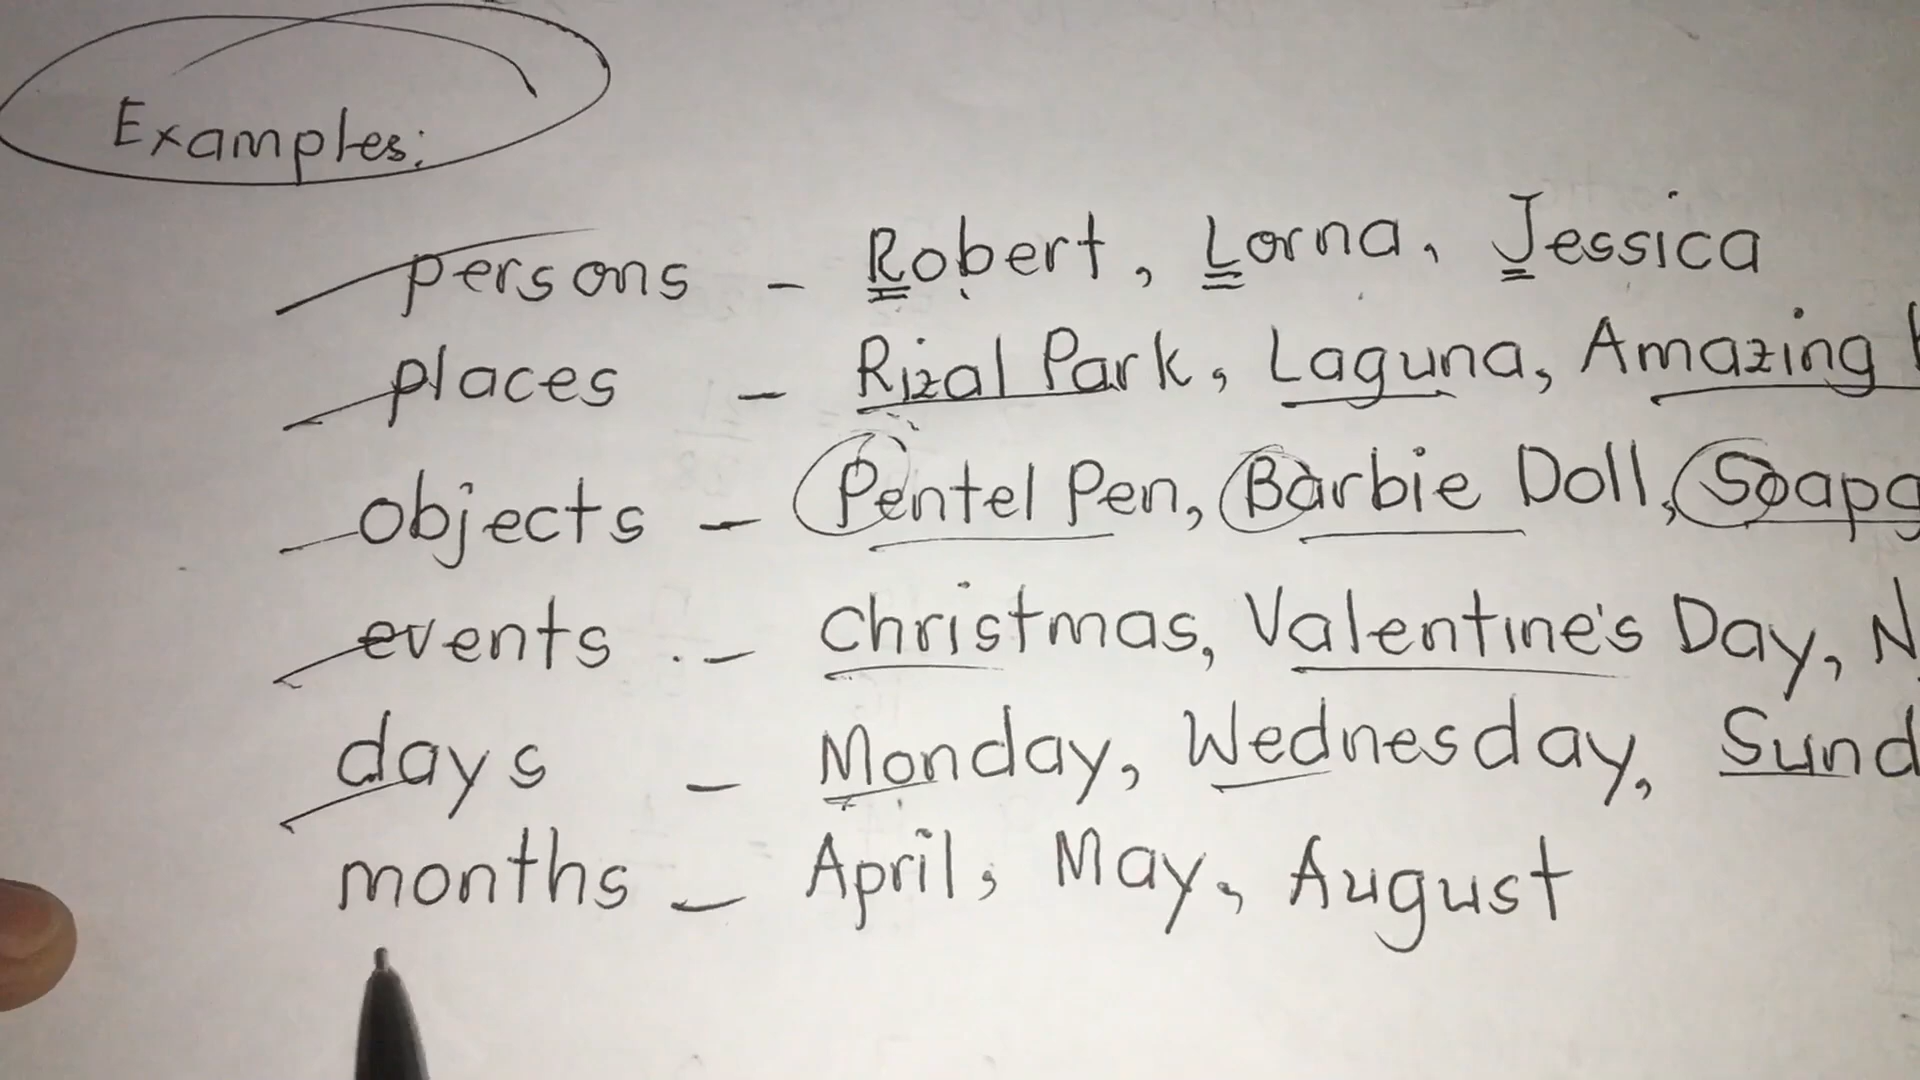 Examples:
persons - Robert, Lorna, Jessica
places - Rizal Park, Laguna, Amazing
objects - Pentel Pen, Barbie Doll,
events - Christmas, Valentine's Day,
days - Monday, Wednesday,
months - April, May, August